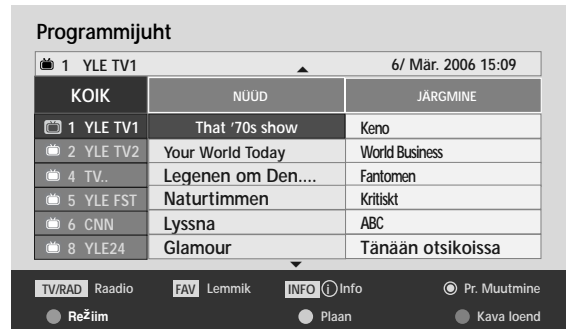 Programmijuht
1 YLE TV1 6/ Mär. 2006 15:09
KOIK NÜÜD JÄRGMINE
1 YLE TV1 That '70s show Keno
2 YLE TV2 Your World Today World Business
4 TV.. Legenen om Den.... Fantomen
5 YLE FST Naturtimmen Kritiskt
6 CNN Lyssna ABC
8 YLE24 Glamour Tänään otsikoissa
TV/RAD Raadio FAV Lemmik INFO i Info Pr. Muutmine
Režiim Plaan Kava loend